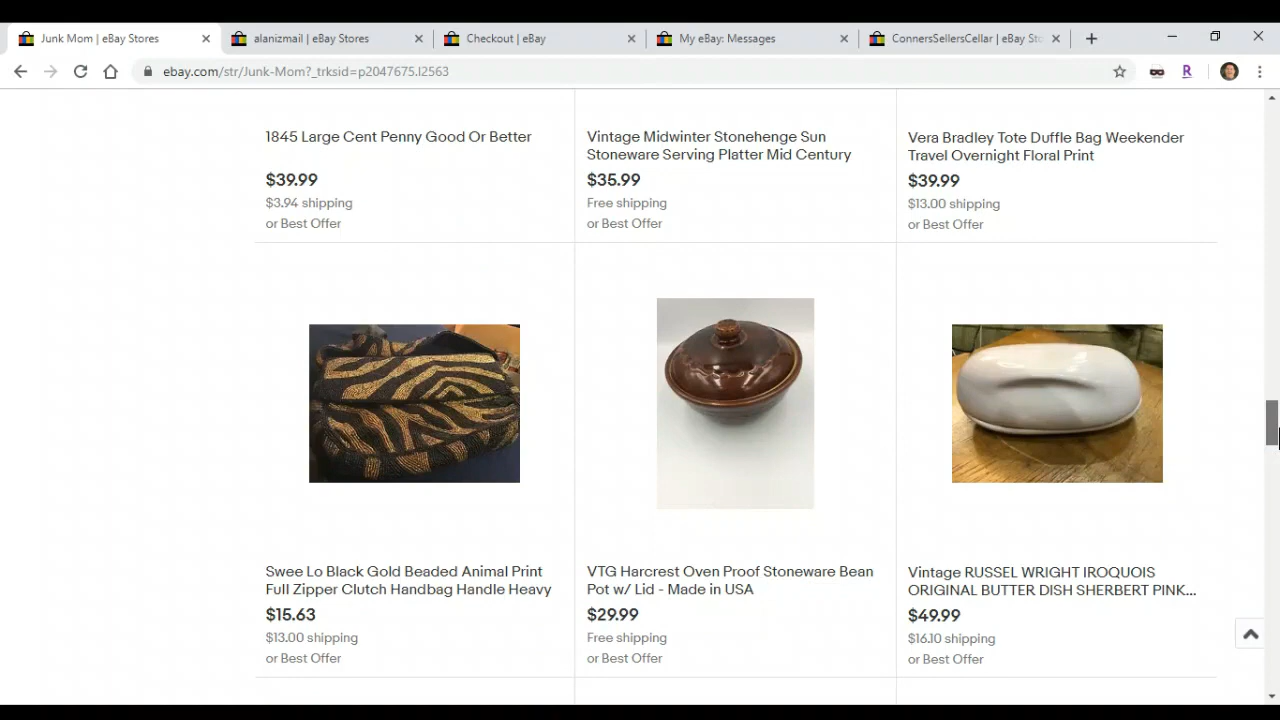 Junk Mom | eBay Stores
alanizmail | eBay Stores
Checkout | eBay
My eBay: Messages
ConnersSellersCellar | eBay Sto
ebay.com/str/Junk-Mom?_trksid=p2047675.l2563
R
1845 Large Cent Penny Good Or Better
$39.99
$3.94 shipping
or Best Offer
Vintage Midwinter Stonehenge Sun
Stoneware Serving Platter Mid Century
$35.99
Free shipping
or Best Offer
Vera Bradley Tote Duffle Bag Weekender
Travel Overnight Floral Print
$39.99
$13.00 shipping
or Best Offer
Swee Lo Black Gold Beaded Animal Print
Full Zipper Clutch Handbag Handle Heavy
$15.63
$13.00 shipping
or Best Offer
VTG Harcrest Oven Proof Stoneware Bean
Pot w/ Lid - Made in USA
$29.99
Free shipping
or Best Offer
Vintage RUSSEL WRIGHT IROQUOIS
ORIGINAL BUTTER DISH SHERBERT PINK...
$49.99
$16.10 shipping
or Best Offer